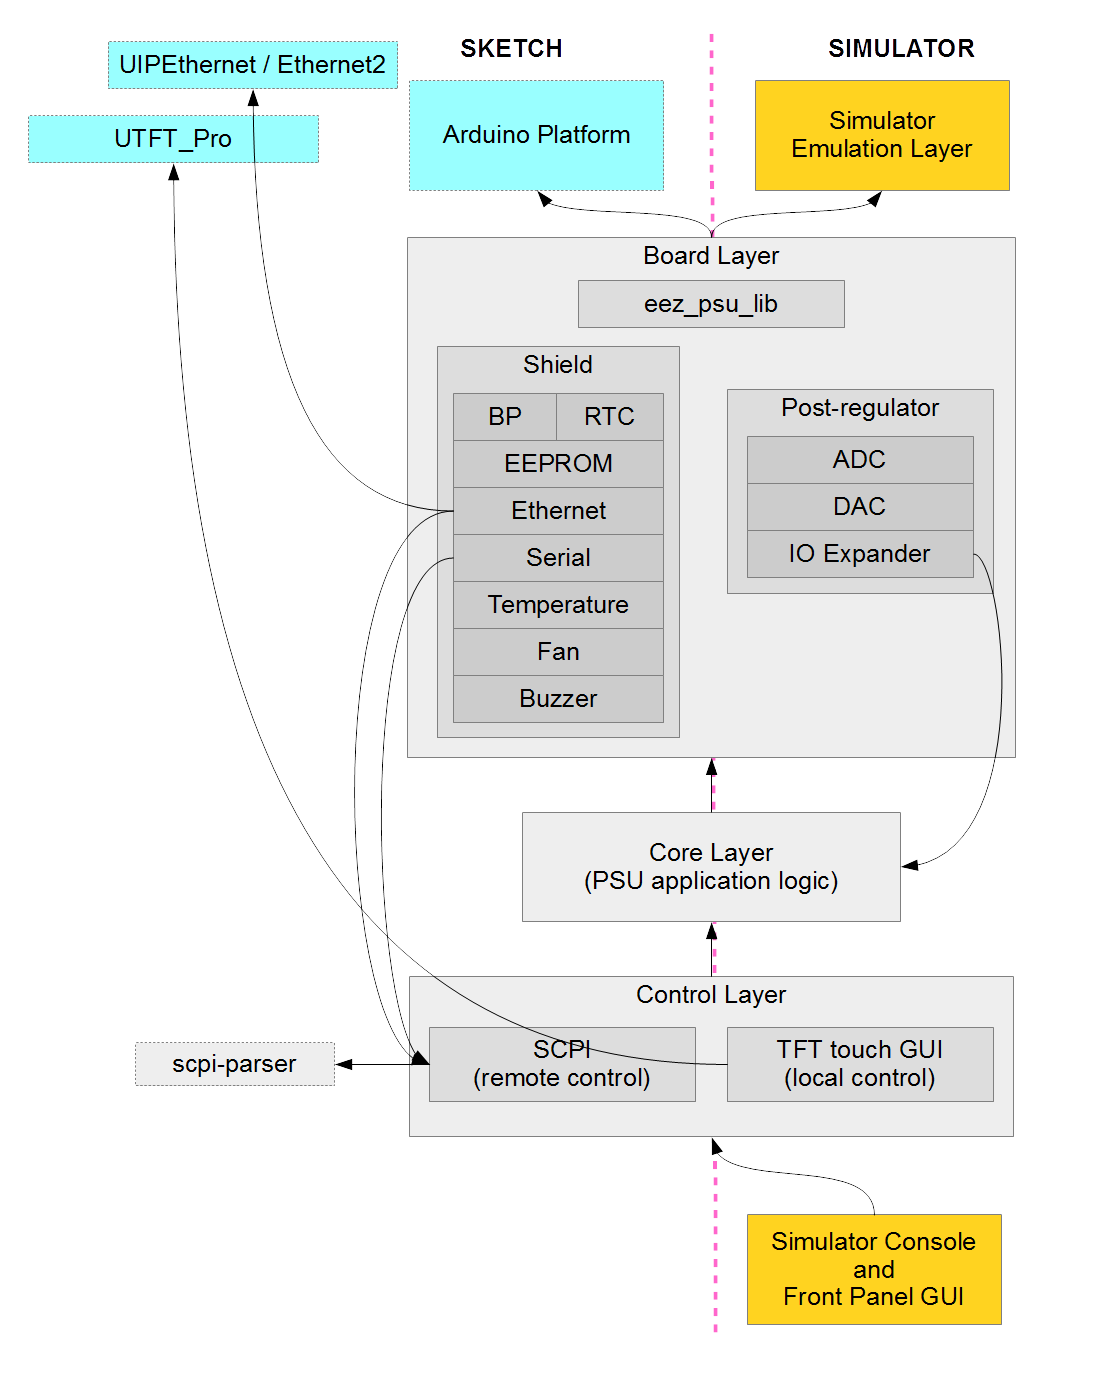 SKETCH
SIMULATOR
UIPEthernet / Ethernet2
UTFT_Pro
Arduino Platform
Simulator
Emulation Layer
Board Layer
eez_psu_lib
Shield
BP
RTC
EEPROM
Ethernet
Serial
Temperature
Fan
Buzzer
Post-regulator
ADC
DAC
IO Expander
Core Layer
(PSU application logic)
Control Layer
scpi-parser
SCPI
(remote control)
TFT touch GUI
(local control)
Simulator Console
and
Front Panel GUI